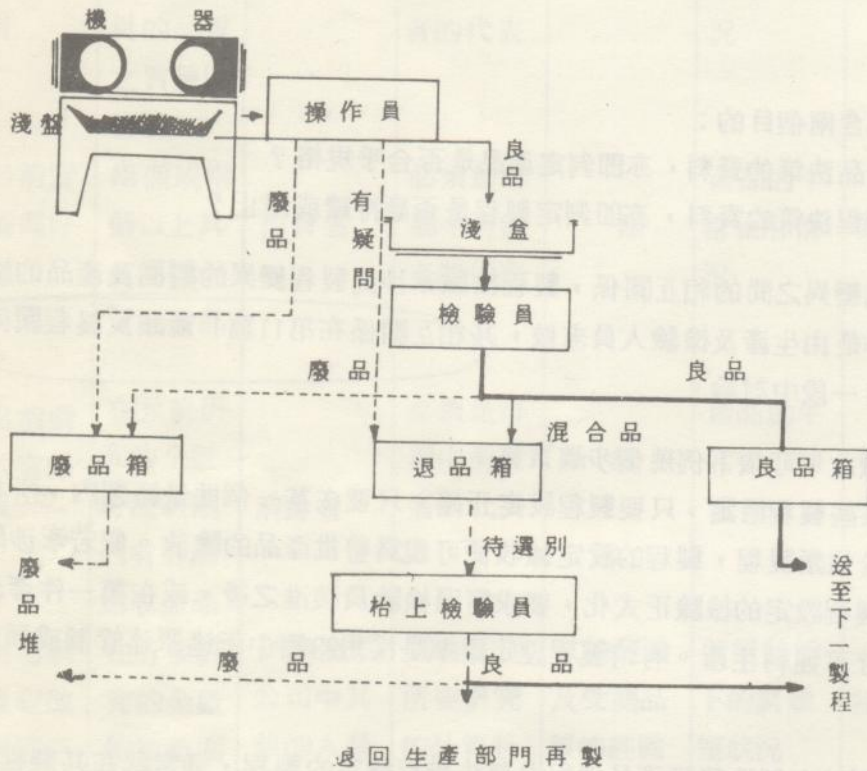 機 器
淺盤
操作員
良品
廢品
有疑問
淺盒
檢驗員
廢品
良品
混合品
廢品箱
退品箱
良品箱
待選別
枱上檢驗員
廢品堆
廢品
良品
送至下製程
退回生產部門再製